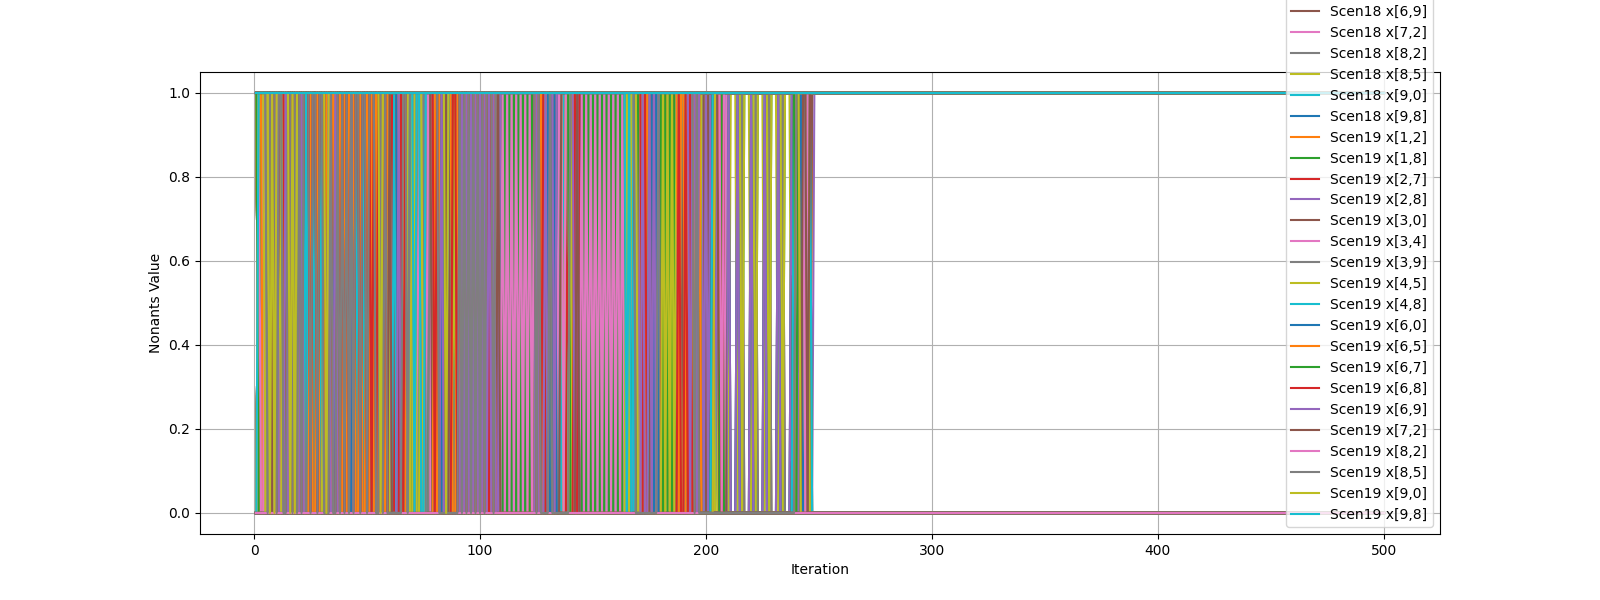 Scen18 x[6,9]
Scen18 x[7,2]
Scen18 x[8,2]
Scen18 x[8,5]
Scen18 x[9,0]
Scen18 x[9,8]
Scen19 x[1,2]
Scen19 x[1,8]
Scen19 x[2,7]
Scen19 x[2,8]
Scen19 x[3,0]
Scen19 x[3,4]
Scen19 x[3,9]
Scen19 x[4,5]
Scen19 x[4,8]
Scen19 x[6,0]
Scen19 x[6,5]
Scen19 x[6,7]
Scen19 x[6,8]
Scen19 x[6,9]
Scen19 x[7,2]
Scen19 x[8,2]
Scen19 x[8,5]
Scen19 x[9,0]
Scen19 x[9,8]
1.0
0.8
0.6
0.4
0.2
0.0
Nonants Value
0 100 200 300 400 500
Iteration